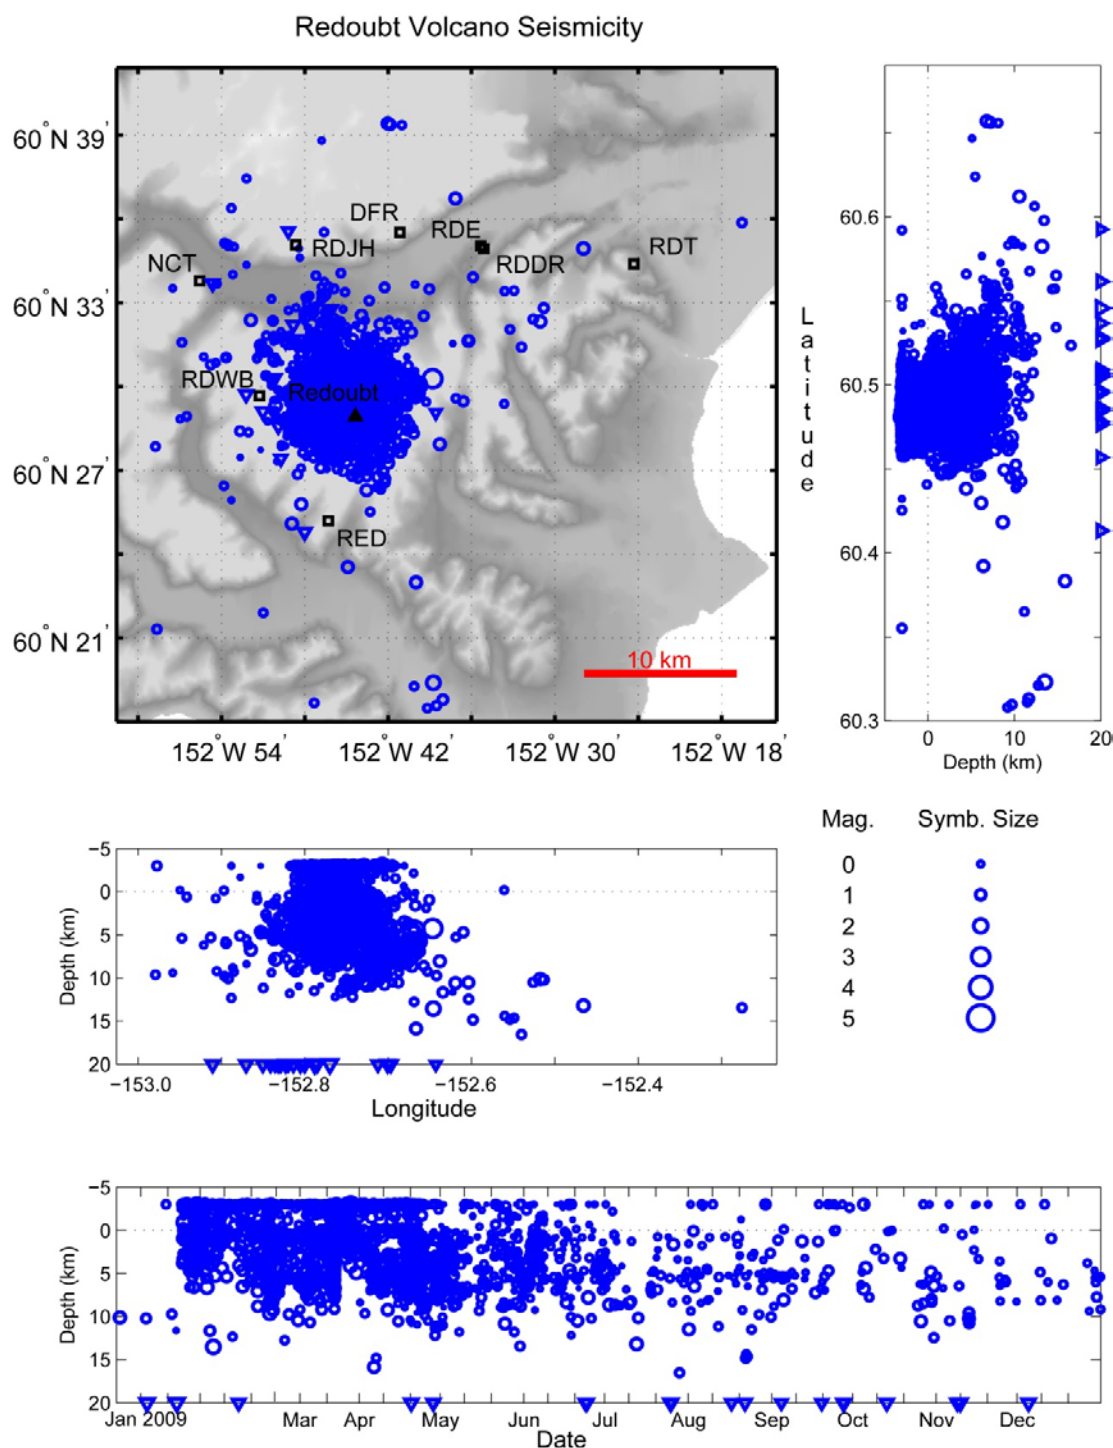 Redoubt Volcano Seismicity
60° N 39'
60° N 33'
60° N 27'
60° N 21'
DFR
RDE
RDJH
RDDR
RDT
NCT
RDWB
Redoubt
RED
10 km
152° W 54'
152° W 42'
152° W 30'
152° W 18'
Latitude
60.6
60.5
60.4
60.3
0
10
20
Depth (km)
Mag.
Symb. Size
0
1
2
3
4
5
−5
0
5
10
15
20
Depth (km)
−153.0
−152.8
−152.6
−152.4
Longitude
−5
0
5
10
15
20
Depth (km)
Jan 2009
Mar
Apr
May
Jun
Jul
Aug
Sep
Oct
Nov
Dec
Date